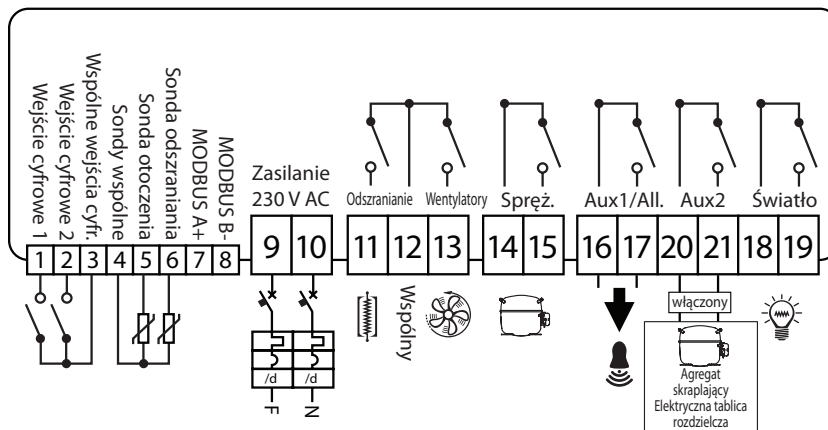 Wejście cyfrowe 1
Wejście cyfrowe 2
Wspólne wejścia cyfr.
Sondy wspólne
Sonda otoczenia
Sonda odszraniania
MODBUS A+
MODBUS B-
Zasilanie
230 V AC
Odszranianie
Wentylatory
Spręż.
Aux1/All.
Aux2
Światło
1 2 3 4 5 6 7 8
9 10
11 12 13
14 15
16 17 20 21 18 19
Wspólny
włączony
/d /d
F N
Agregat
skraplający
Elektryczna tablica
rozdzielcza